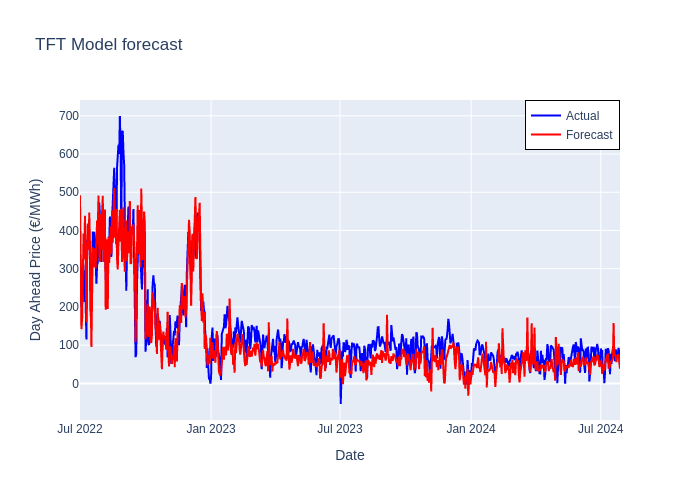 TFT Model forecast
Actual
Forecast
700
600
500
400
300
200
100
0
Day Ahead Price (€/MWh)
Jul 2022
Jan 2023
Jul 2023
Jan 2024
Jul 2024
Date